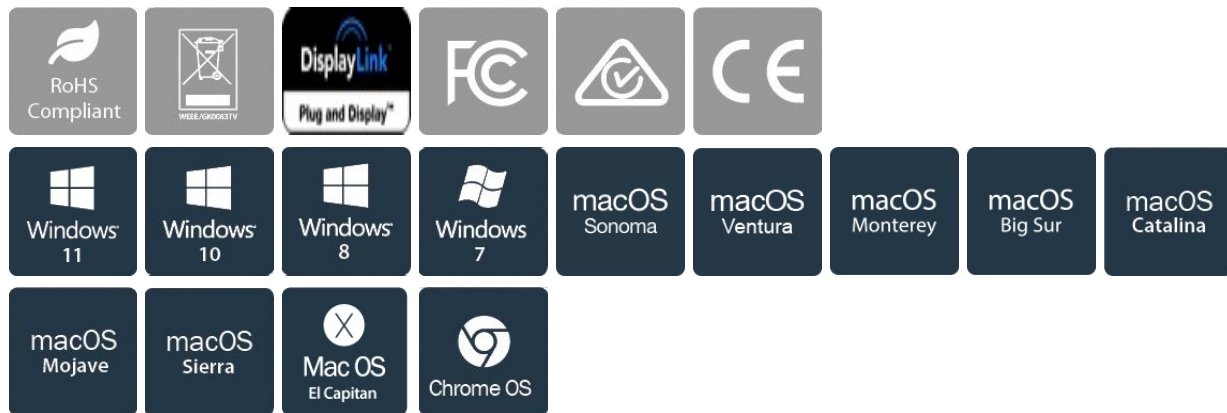 RoHS
Compliant
WEEE/GK0063TV
DisplayLink
Plug and Display™
FC
CE
Windows
11
Windows
10
Windows
8
Windows
7
macOS
Sonoma
macOS
Ventura
macOS
Monterey
macOS
Big Sur
macOS
Catalina
macOS
Mojave
macOS
Sierra
X
Mac OS
El Capitan
Chrome OS